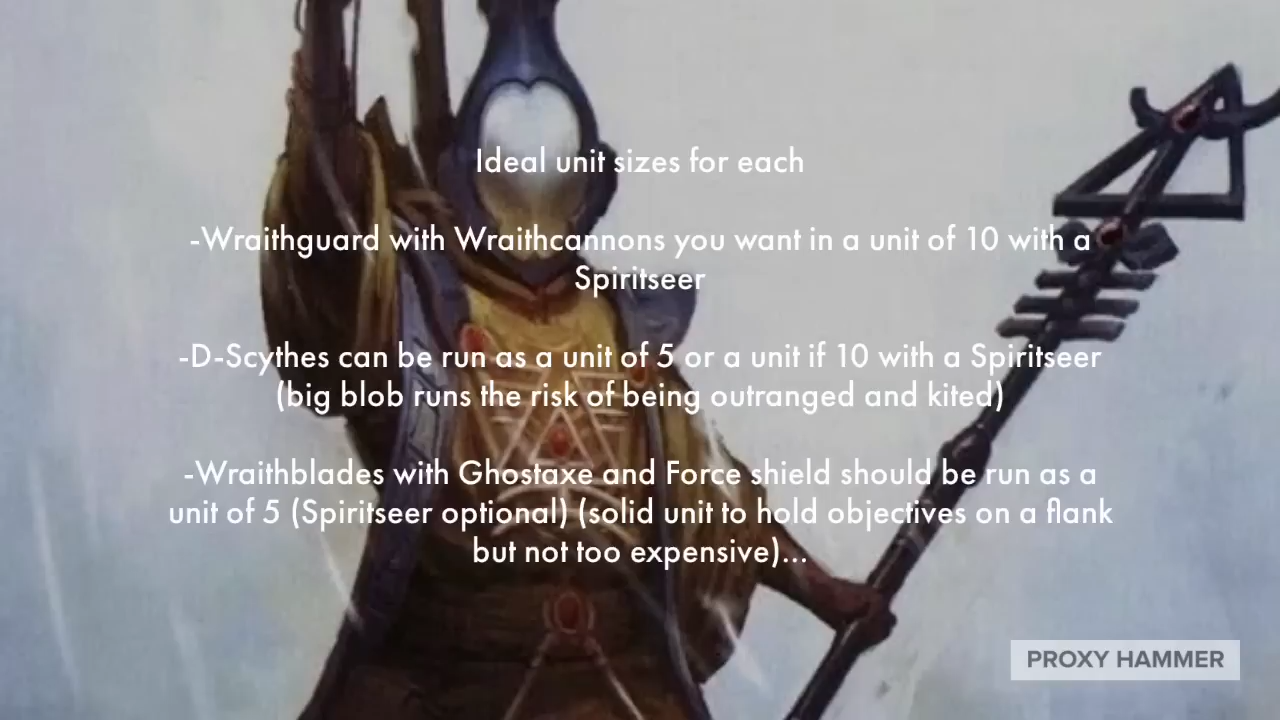 Ideal unit sizes for each
-Wraithguard with Wraithcannons you want in a unit of 10 with a
Spiritseer
-D-Scythes can be run as a unit of 5 or a unit if 10 with a Spiritseer
(big blob runs the risk of being outranged and kited)
-Wraithblades with Ghostaxe and Force shield should be run as a
unit of 5 (Spiritseer optional) (solid unit to hold objectives on a flank
but not too expensive)...
PROXY HAMMER